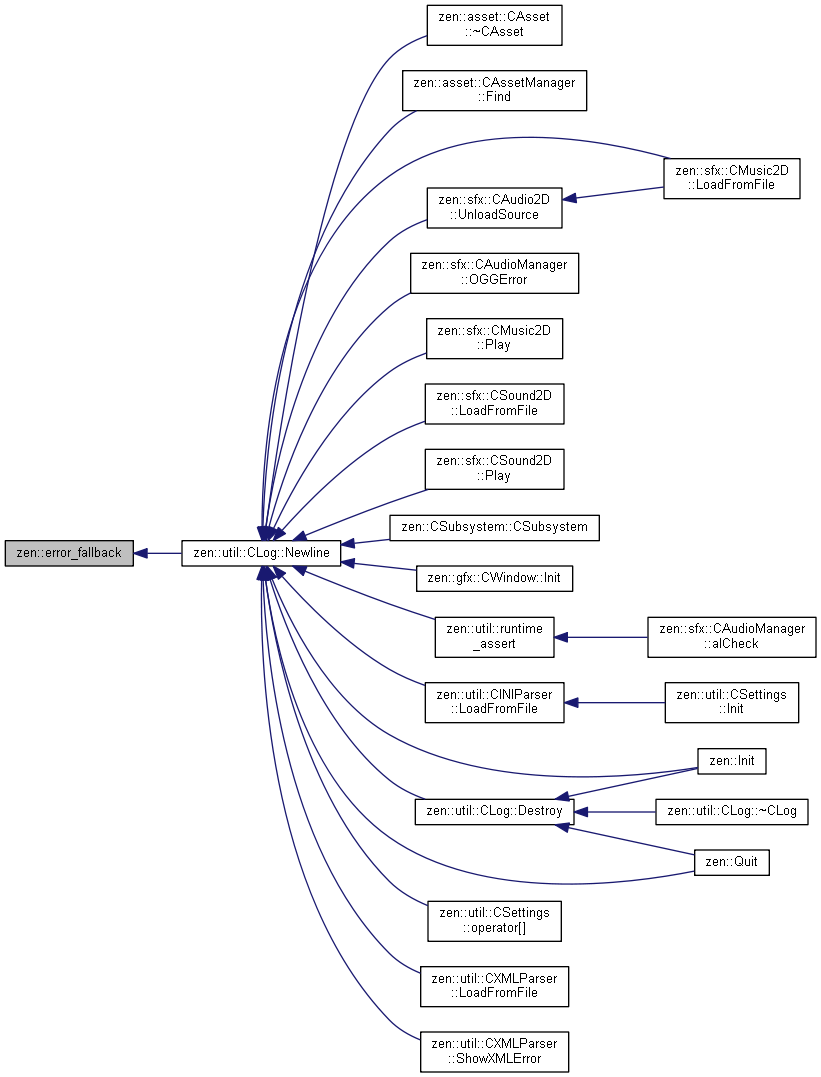 zen::asset::CAsset
::~CAsset
zen::asset::CAssetManager
::Find
zen::sfx::CMusic2D
::LoadFromFile
zen::sfx::CAudio2D
::UnloadSource
zen::sfx::CAudioManager
::OGGError
zen::sfx::CMusic2D
::Play
zen::sfx::CSound2D
::LoadFromFile
zen::sfx::CSound2D
::Play
zen::CSubsystem::CSubsystem
zen::error_fallback
zen::util::CLog::Newline
zen::gfx::CWindow::Init
zen::util::runtime
_assert
zen::sfx::CAudioManager
::alCheck
zen::util::CINIParser
::LoadFromFile
zen::util::CSettings
::Init
zen::Init
zen::util::CLog::Destroy
zen::util::CLog::~CLog
zen::Quit
zen::util::CSettings
::operator[]
zen::util::CXMLParser
::LoadFromFile
zen::util::CXMLParser
::ShowXMLError